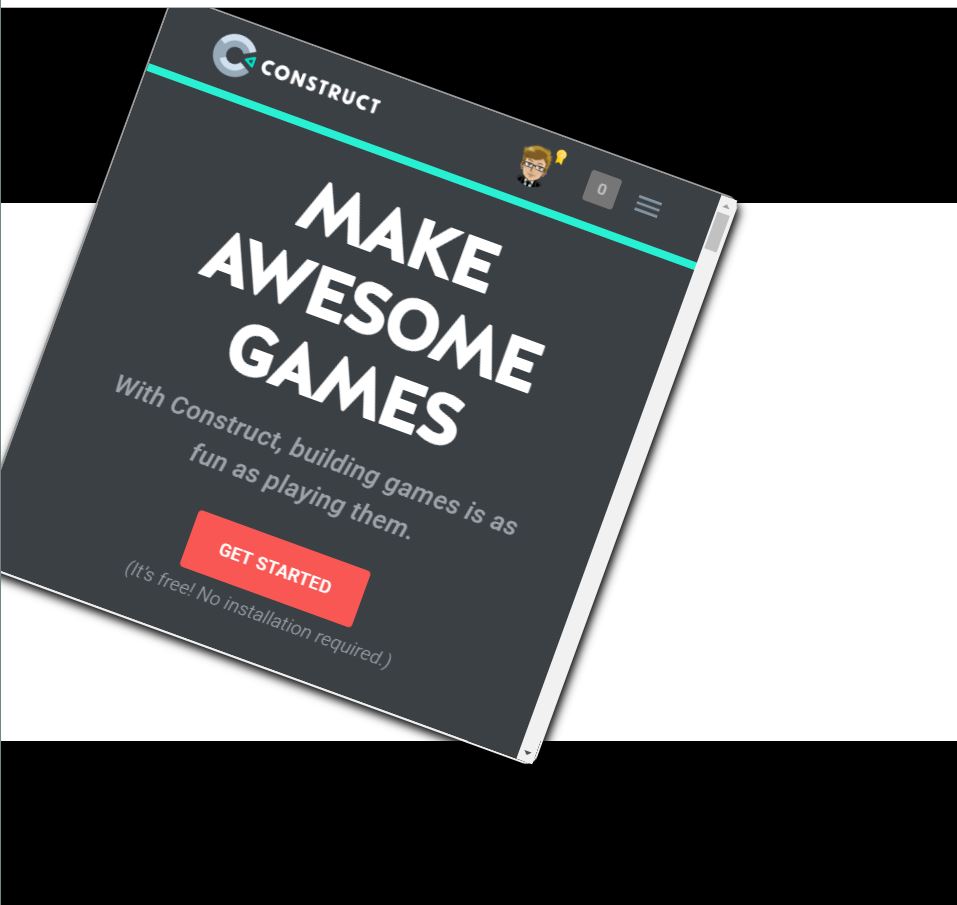 CONSTRUCT
0
MAKE
AWESOME
GAMES
With Construct, building games is as
fun as playing them.
GET STARTED
(It's free! No installation required.)